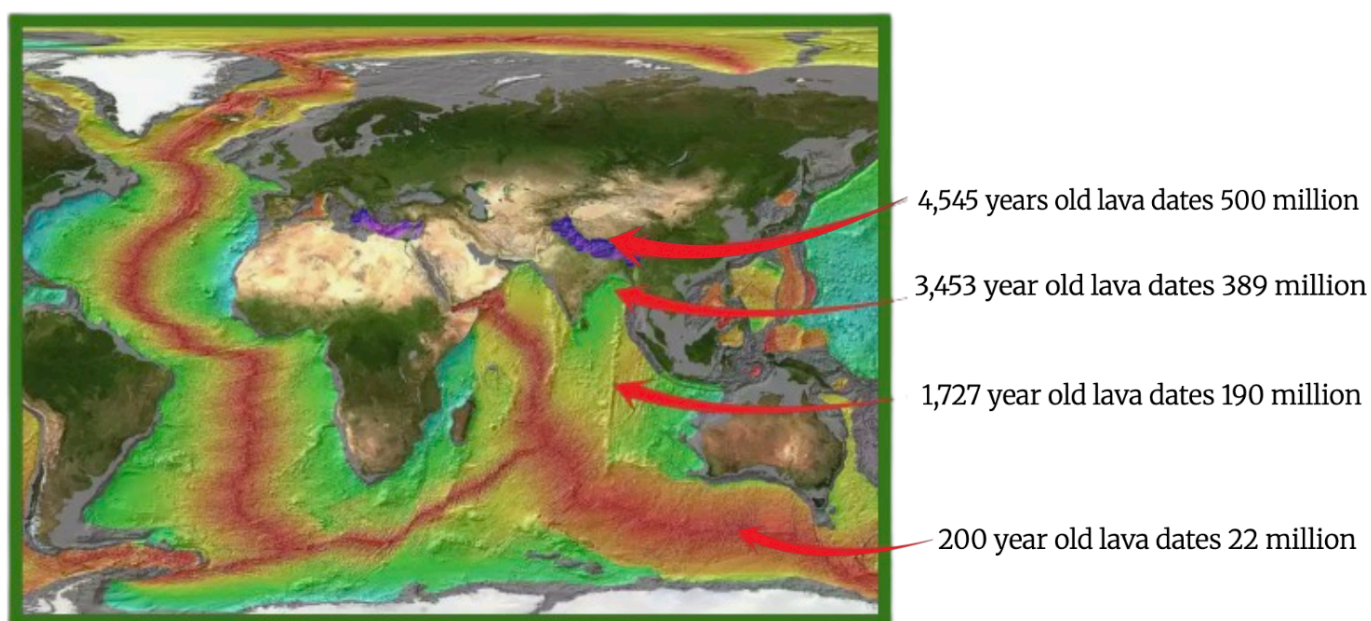 4,545 years old lava dates 500 million
3,453 year old lava dates 389 million
1,727 year old lava dates 190 million
200 year old lava dates 22 million